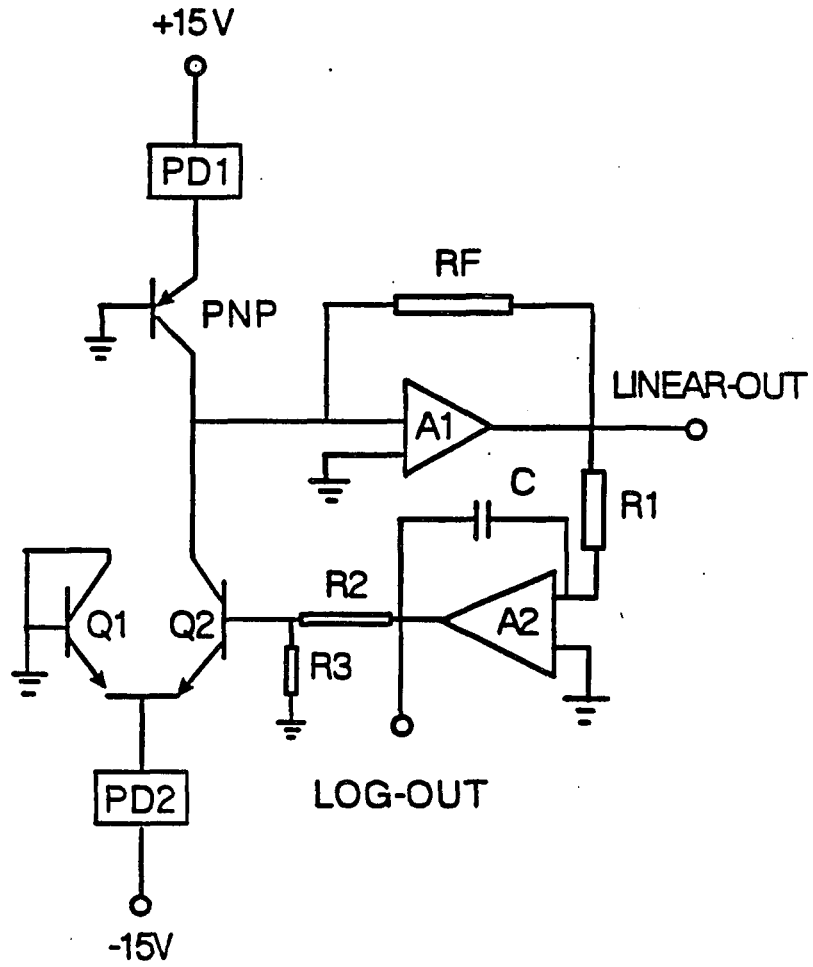 +15V
PD1
PNP
RF
LINEAR-OUT
A1
C
R1
R2
A2
Q1
Q2
R3
PD2
LOG-OUT
-15V